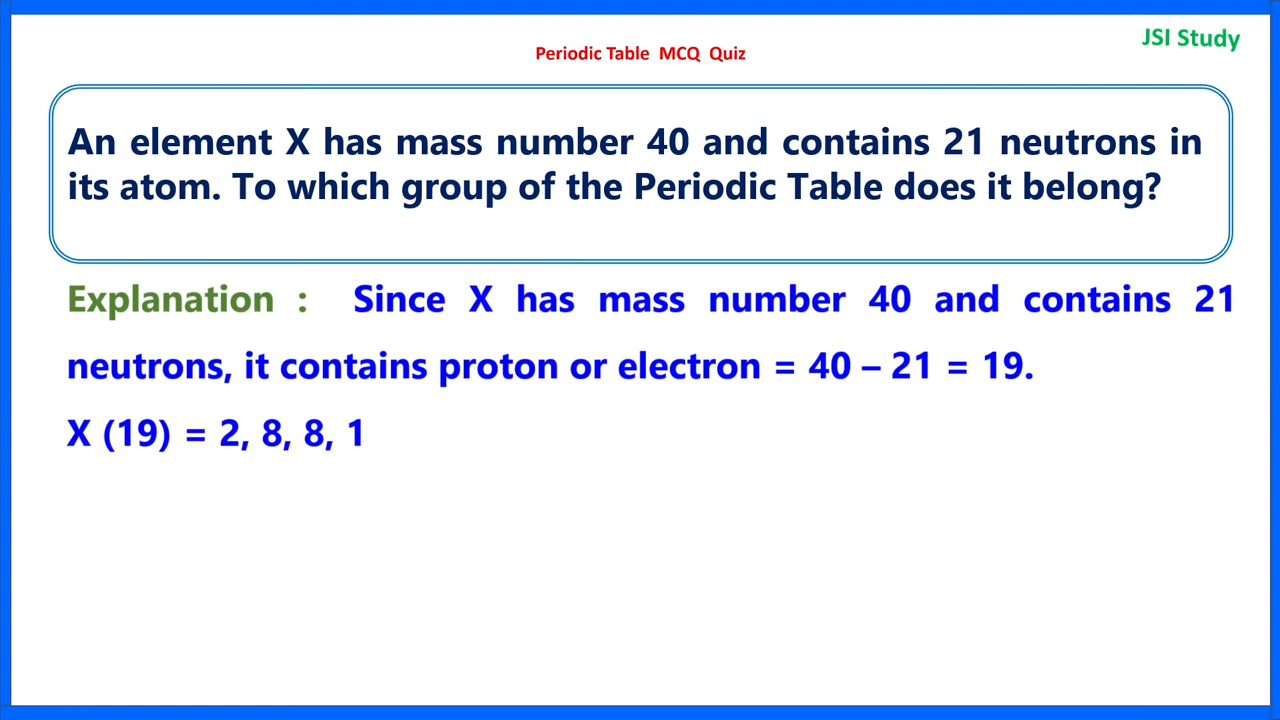 JSI Study
Periodic Table MCQ Quiz
An element X has mass number 40 and contains 21 neutrons in
its atom. To which group of the Periodic Table does it belong?
Explanation : Since X has mass number 40 and contains 21
neutrons, it contains proton or electron = 40 – 21 = 19.
X (19) = 2, 8, 8, 1